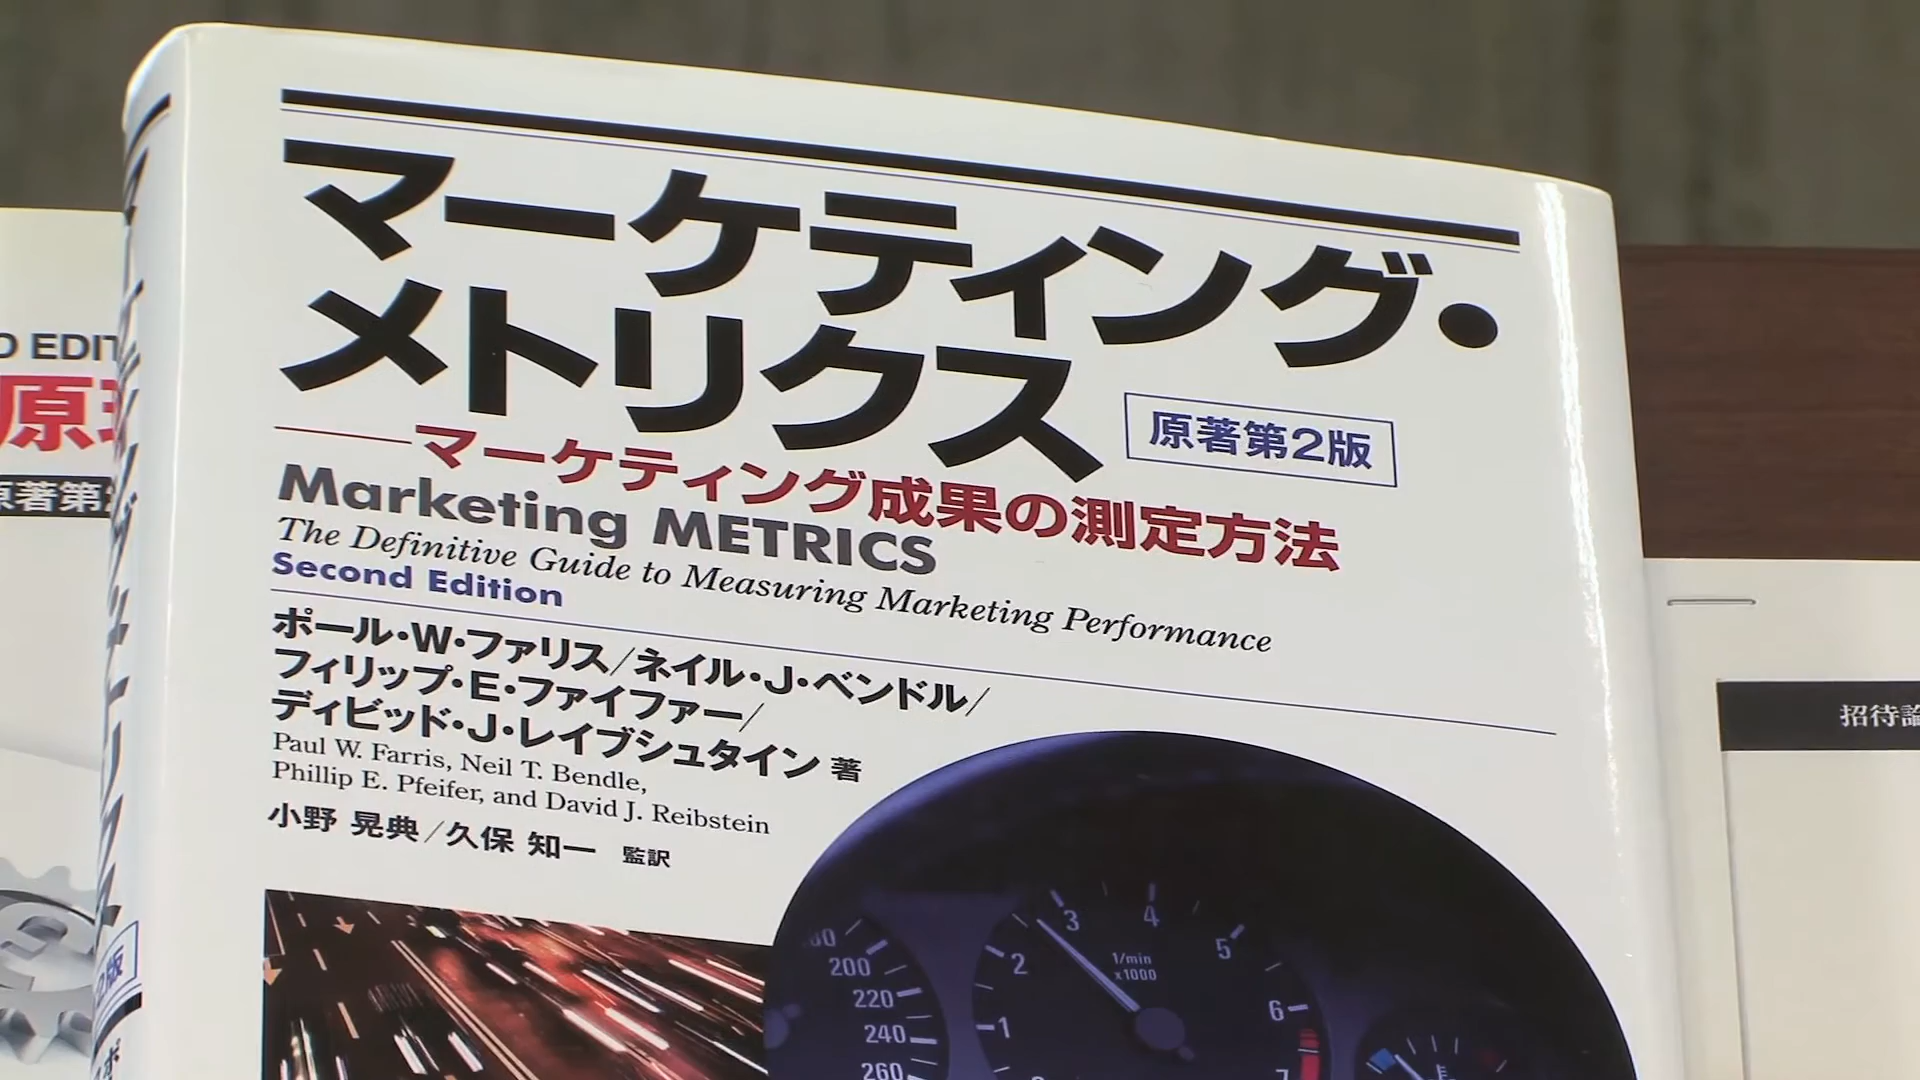 マーケティング・
メトリクス
原著第2版
マーケティング成果の測定方法
Marketing METRICS
The Definitive Guide to Measuring Marketing Performance
Second Edition
ポール・W・ファリス/ネイル・J・ベンドル/
フィリップ・E・ファイファー/
ディビッド・J・レイブシュタイン 著
Paul W. Farris, Neil T. Bendle,
Phillip E. Pfeifer, and David J. Reibstein
小野 晃典/久保 知一 監訳
200
220
240
260
1
2
3
4
5
6
7
1/min
x1000
EDIT
原
原著第
招待論